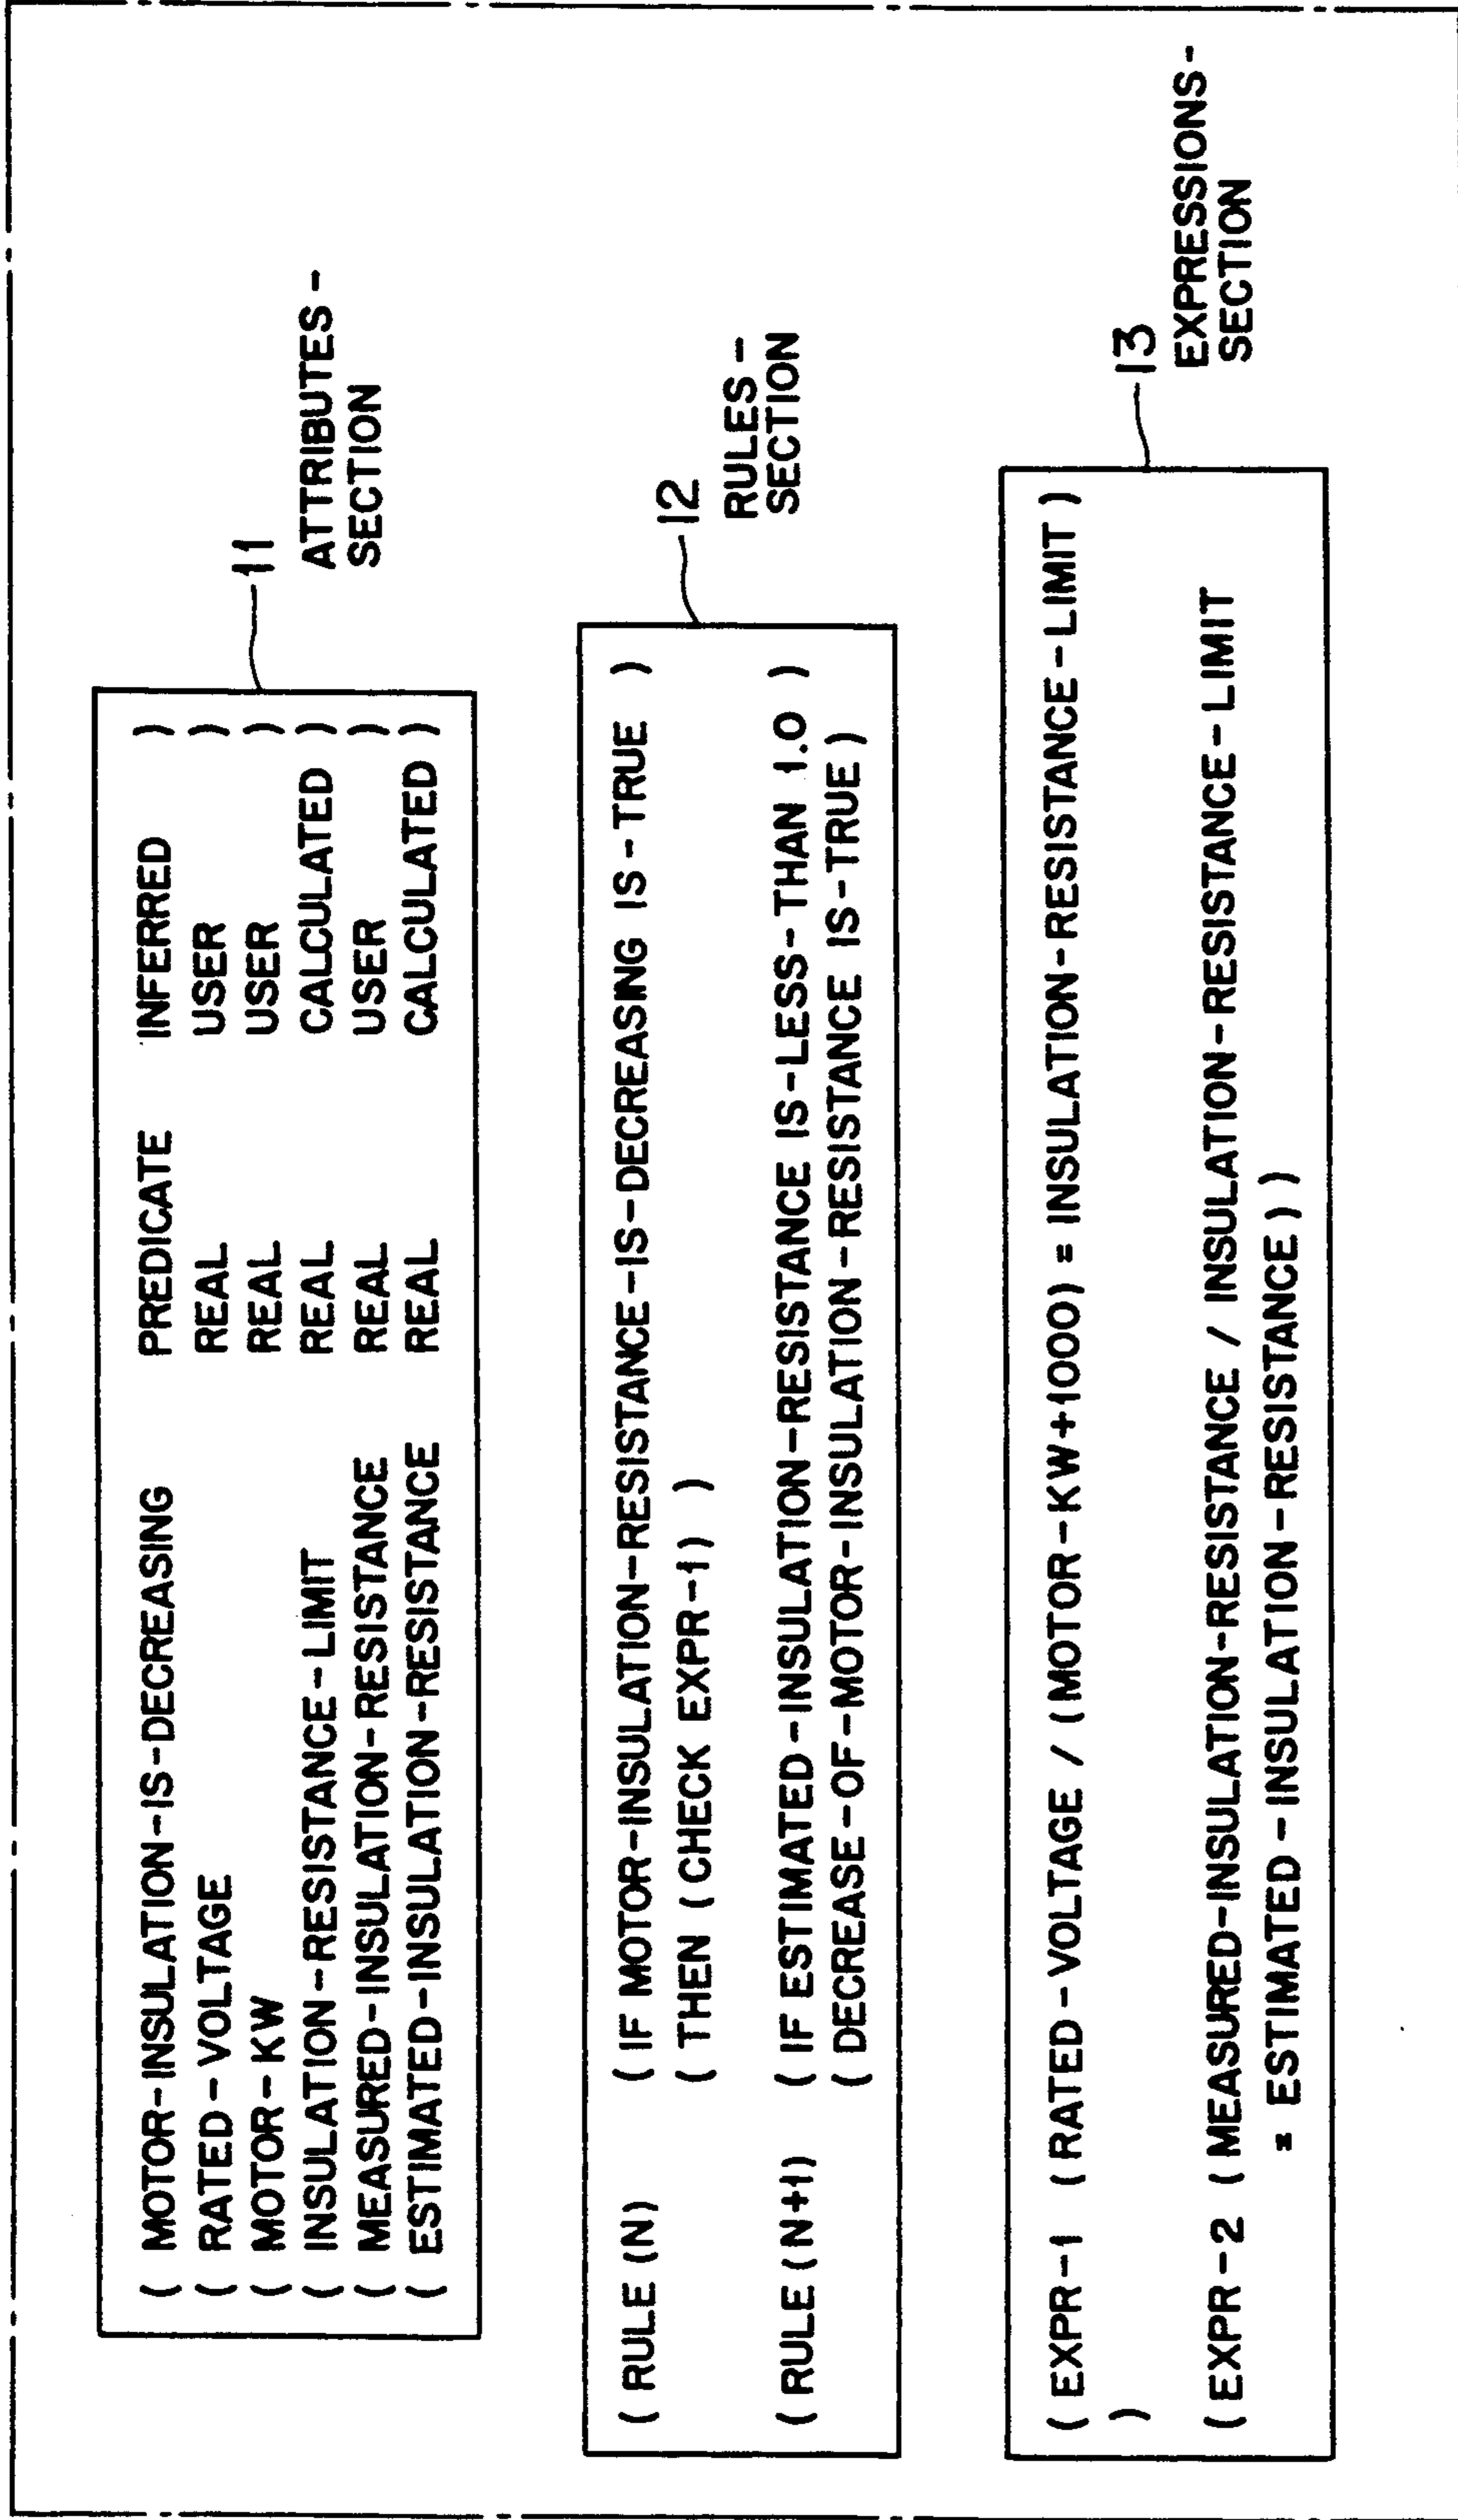 ( MOTOR-INSULATION-IS-DECREASING PREDICATE INFERRED )
( RATED-VOLTAGE REAL USER )
( MOTOR-KW REAL USER )
( INSULATION-RESISTANCE-LIMIT REAL CALCULATED )
( MEASURED-INSULATION-RESISTANCE REAL USER )
( ESTIMATED-INSULATION-RESISTANCE REAL CALCULATED )
11
ATTRIBUTES-
SECTION
( RULE (N) ( IF MOTOR-INSULATION-RESISTANCE-IS-DECREASING IS-TRUE )
( THEN ( CHECK EXPR-1) )
(RULE (N+1) ( IF ESTIMATED-INSULATION-RESISTANCE IS-LESS-THAN 1.0 )
( DECREASE-OF-MOTOR-INSULATION-RESISTANCE IS-TRUE )
12
RULES-
SECTION
( EXPR-1 (RATED-VOLTAGE / (MOTOR-KW+1000) = INSULATION-RESISTANCE-LIMIT )
)
( EXPR-2 ( MEASURED-INSULATION-RESISTANCE / INSULATION-RESISTANCE-LIMIT
= ESTIMATED-INSULATION-RESISTANCE) )
13
EXPRESSIONS-
SECTION